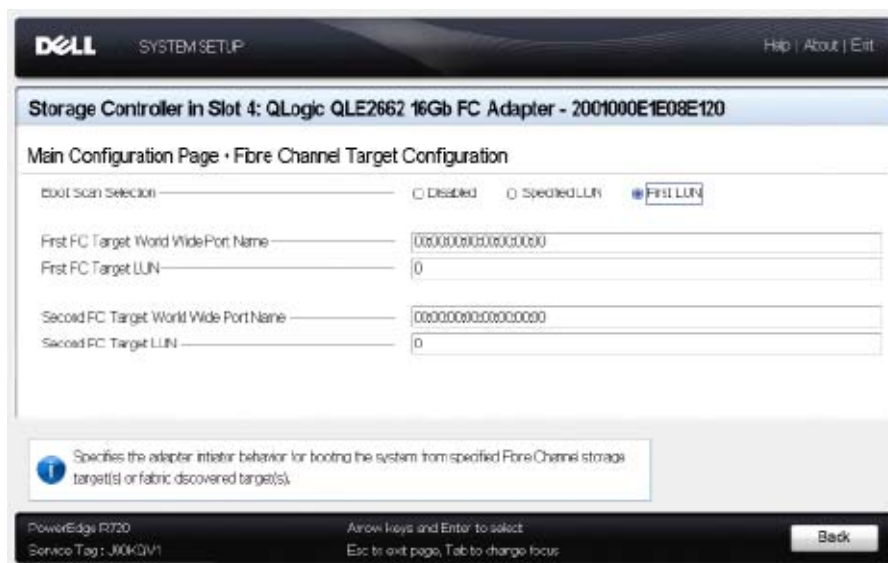 DELL SYSTEM SETUP Help | About | Exit
Storage Controller in Slot 4: QLogic QLE2662 16Gb FC Adapter - 2001000E1E08E120
Main Configuration Page • Fibre Channel Target Configuration
Boot Scan Selection Disabled Specified LUN First LUN
First FC Target World Wide Port Name 00:00:00:00:00:00:00:00
First FC Target LUN 0
Second FC Target World Wide Port Name 00:00:00:00:00:00:00:00
Second FC Target LUN 0
Specifies the adapter initiator behavior for booting the system from specified Fibre Channel storage
target(s) or fabric discovered target(s).
PowerEdge R720 Arrow keys and Enter to select Back
Service Tag : Esc to exit page, Tab to change focus